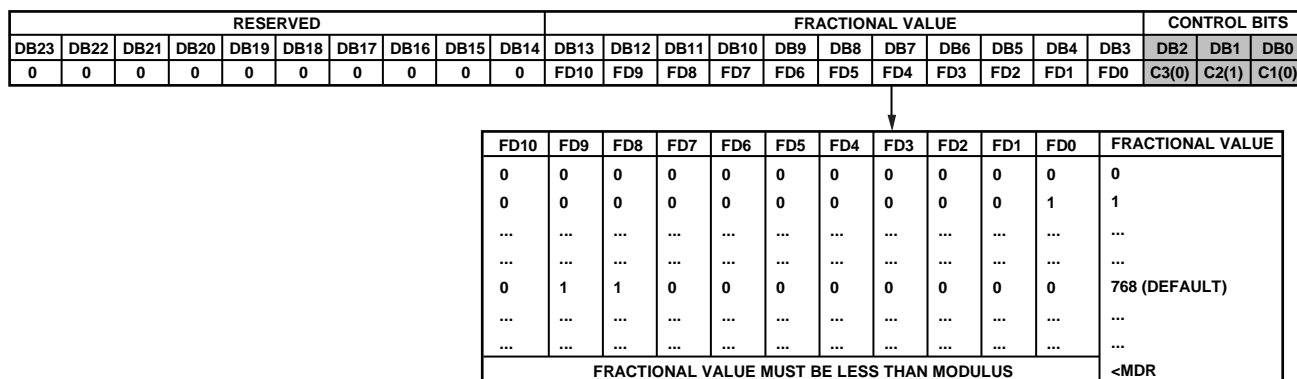 RESERVED FRACTIONAL VALUE CONTROL BITS
DB23 DB22 DB21 DB20 DB19 DB18 DB17 DB16 DB15 DB14 DB13 DB12 DB11 DB10 DB9 DB8 DB7 DB6 DB5 DB4 DB3 DB2 DB1 DB0
0 0 0 0 0 0 0 0 0 0 FD10 FD9 FD8 FD7 FD6 FD5 FD4 FD3 FD2 FD1 FD0 C3(0) C2(1) C1(0)
FD10 FD9 FD8 FD7 FD6 FD5 FD4 FD3 FD2 FD1 FD0 FRACTIONAL VALUE
0 0 0 0 0 0 0 0 0 0 0 0
0 0 0 0 0 0 0 0 0 0 1 1
... ... ... ... ... ... ... ... ... ... ... ...
... ... ... ... ... ... ... ... ... ... ... ...
0 1 1 0 0 0 0 0 0 0 0 768 (DEFAULT)
... ... ... ... ... ... ... ... ... ... ... ...
... ... ... ... ... ... ... ... ... ... ... ...
FRACTIONAL VALUE MUST BE LESS THAN MODULUS <MDR